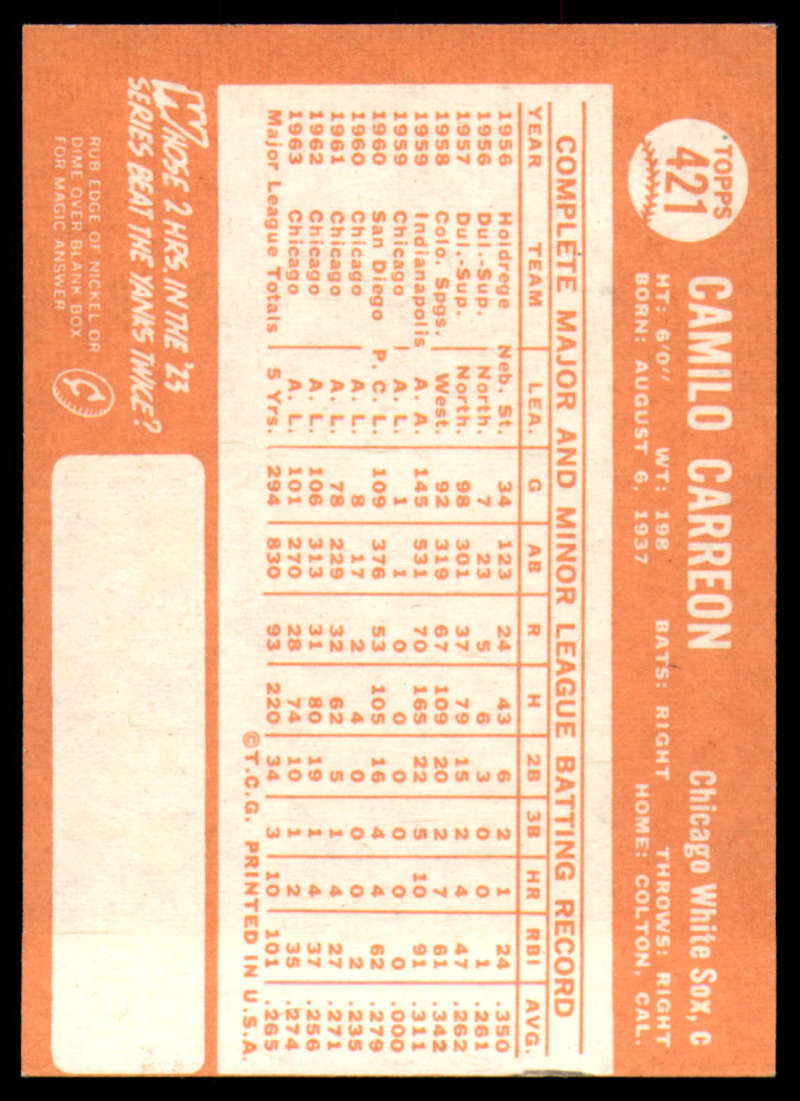 TOPPS
421
CAMILO CARREON
Chicago White Sox, c
HT: 6'0" WT: 198 BATS: RIGHT THROWS: RIGHT
BORN: AUGUST 6, 1937 HOME: COLTON, CAL.
COMPLETE MAJOR AND MINOR LEAGUE BATTING RECORD
YEAR TEAM LEA. G AB R H 2B 3B HR RBI AVG.
1956 Holdrege Neb. St. 34 123 24 43 6 2 1 24 .350
1956 Dul.-Sup. North. 7 23 5 6 3 0 0 1 .261
1957 Dul.-Sup. North. 98 301 37 79 15 2 4 47 .262
1958 Colo. Spgs. West. 92 319 67 109 20 2 7 61 .342
1959 Indianapolis A. A. 145 531 70 165 22 5 10 91 .311
1959 Chicago A. L. 1 1 0 0 0 0 0 0 .000
1960 San Diego P. C. L. 109 376 53 105 16 4 4 62 .279
1960 Chicago A. L. 8 17 2 4 0 0 0 2 .235
1961 Chicago A. L. 78 229 32 62 5 1 4 27 .271
1962 Chicago A. L. 106 313 31 80 19 1 4 37 .256
1963 Chicago A. L. 101 270 28 74 10 1 2 35 .274
Major League Totals 5 Yrs. 294 830 93 220 34 3 10 101 .265
©T.C.G. PRINTED IN U.S.A.
WHOSE 2 HRS. IN THE '23
SERIES BEAT THE YANKS TWICE?
RUB EDGE OF NICKEL OR
DIME OVER BLANK BOX
FOR MAGIC ANSWER